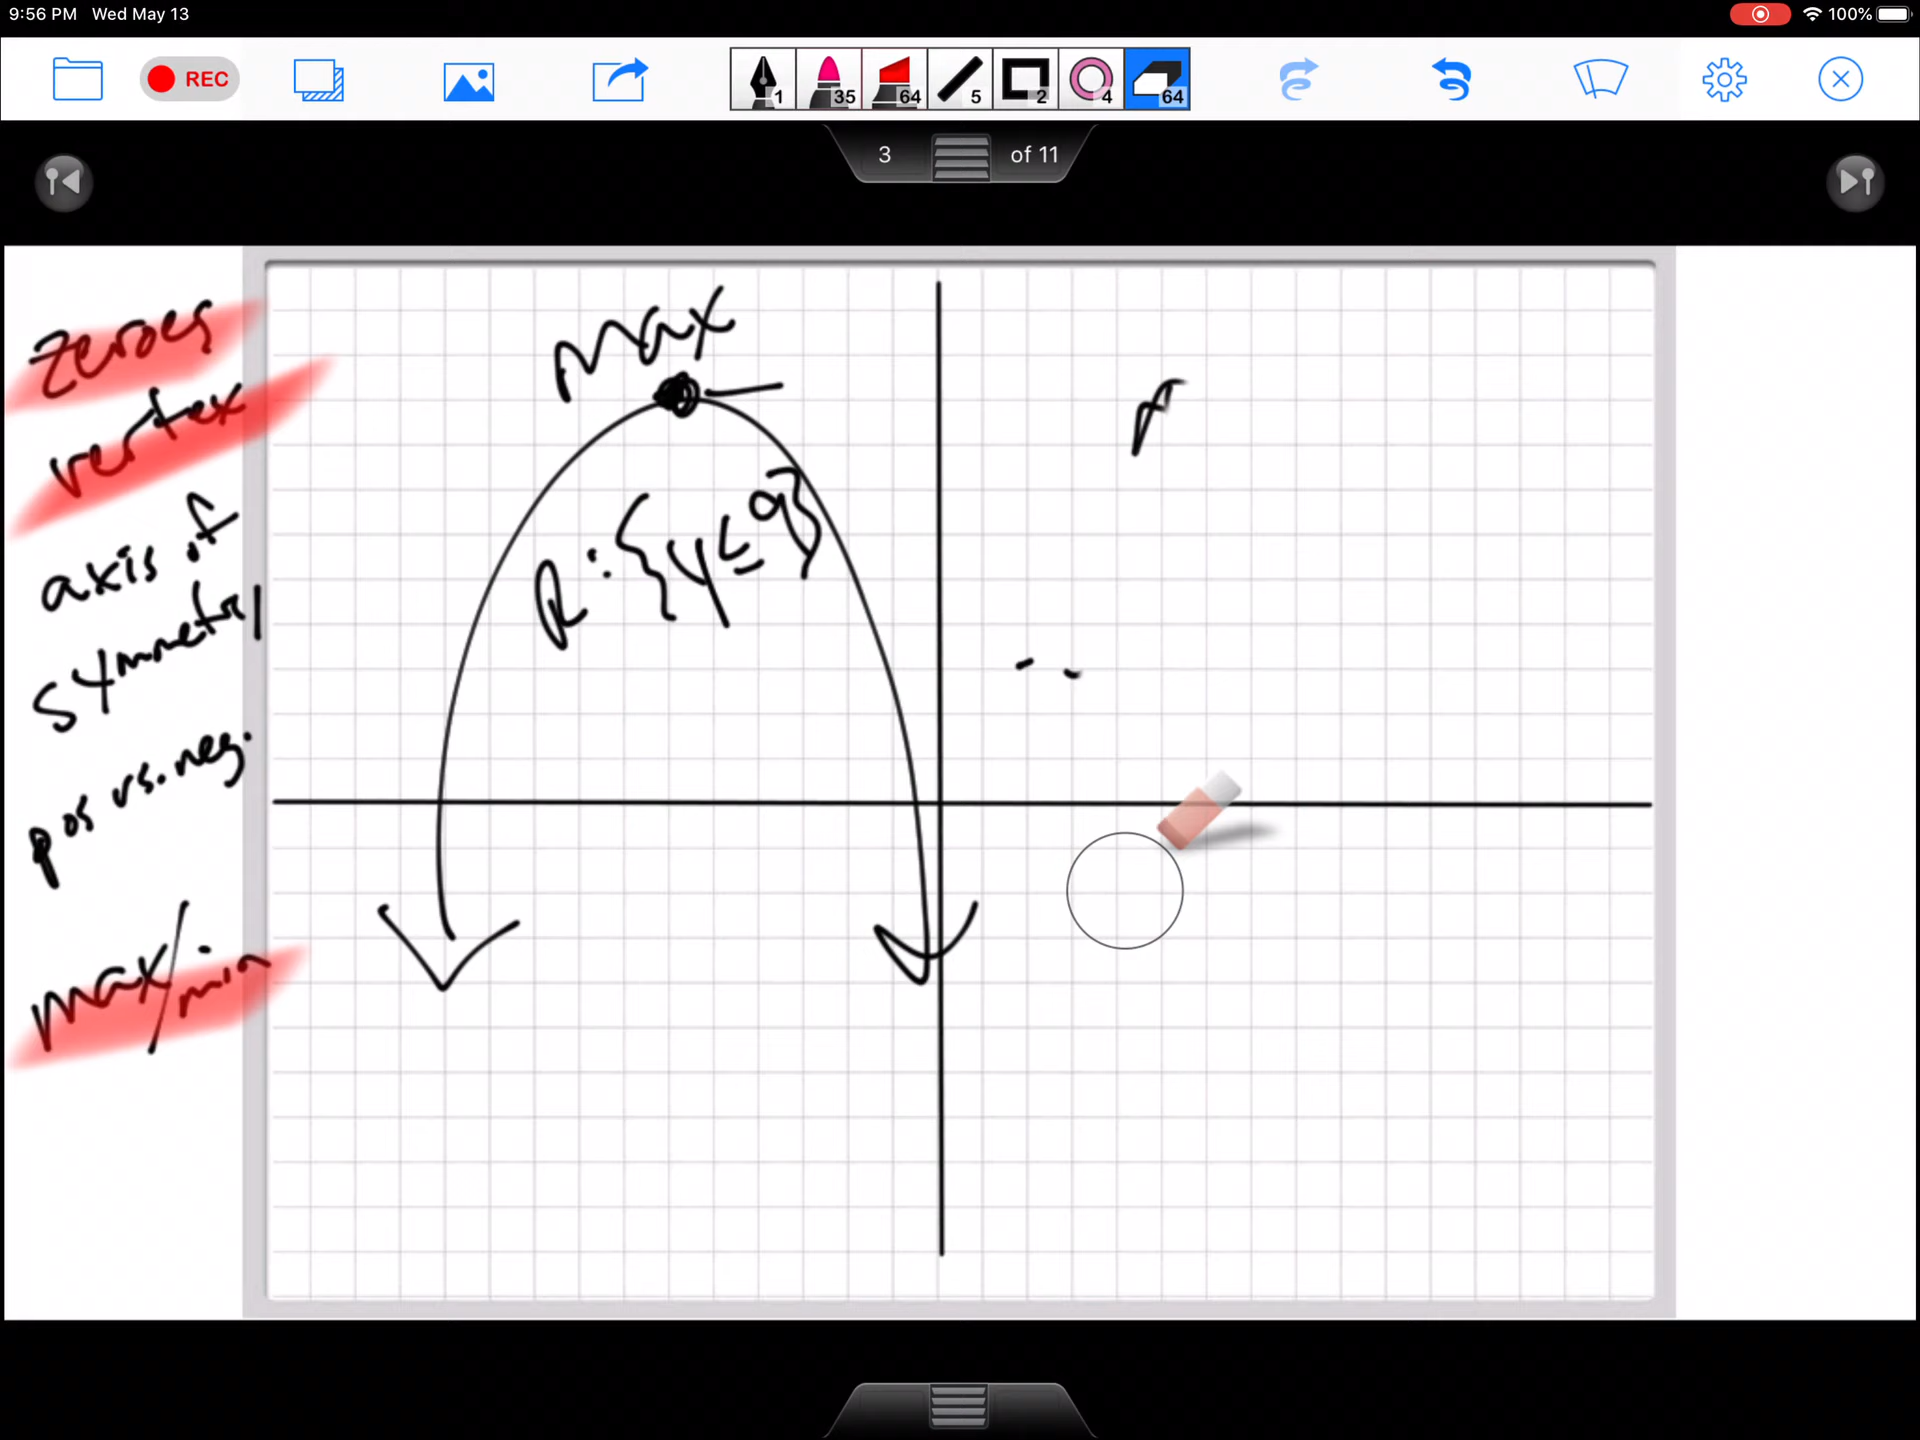 9:56 PM Wed May 13
100%
REC
1 35 64 5 2 4 64
3 of 11
zeroes
vertex
axis of
symmetry
pos vs. neg.
max/min
Max
R: {y ≤ 9}